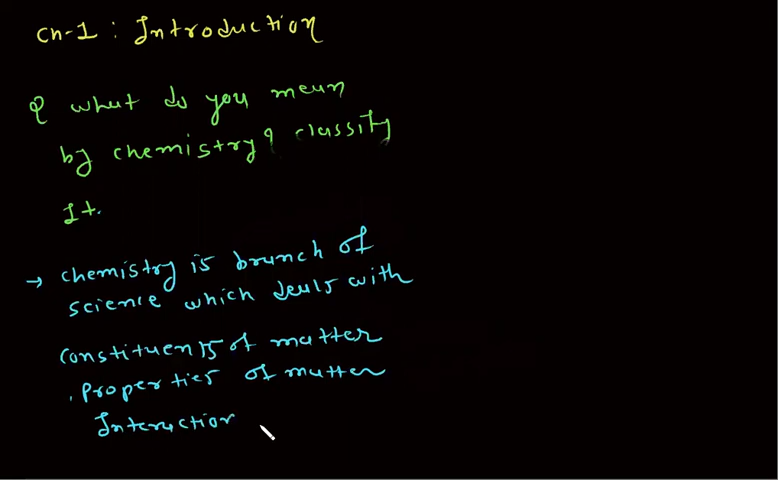 Ch-1 : Introduction
Q what do you mean
by chemistry? classify
It.
→ chemistry is branch of
science which deals with
constituents of matter
, properties of matter
Interaction